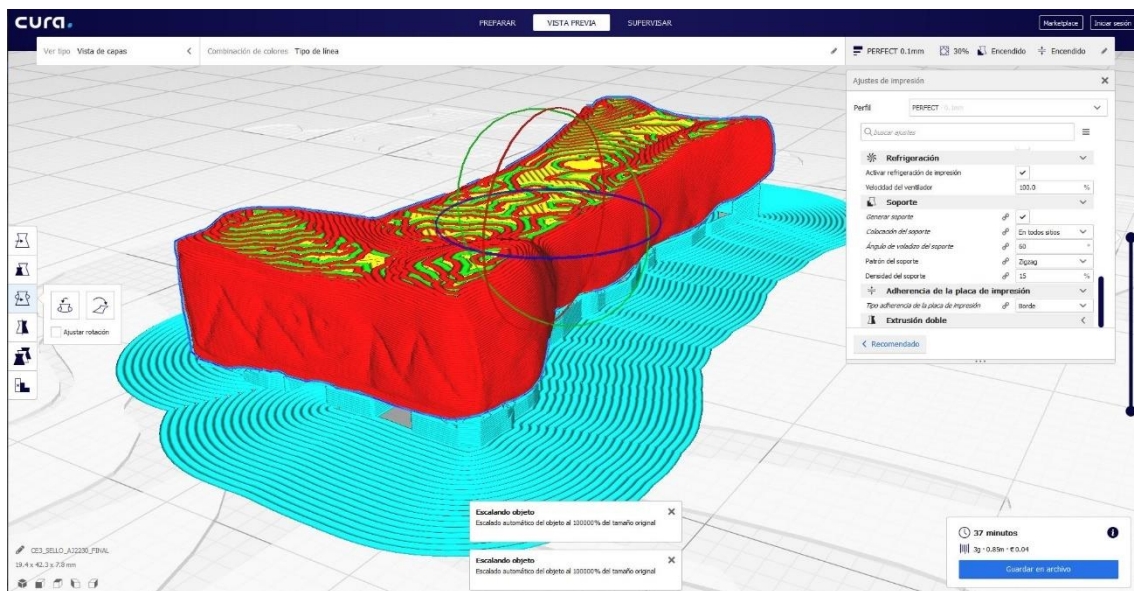 cura.
PREPARAR
VISTA PREVIA
SUPERVISAR
Marketplace
Iniciar sesión
Ver tipo Vista de capas
Combinación de colores Tipo de línea
PERFECT 0.1mm
30%
Encendido
Encendido
Ajustes de impresión
Perfil
PERFECT - 0.1mm
Buscar ajustes
Refrigeración
Activar refrigeración de impresión
Velocidad del ventilador 100.0 %
Soporte
Generar soporte
Colocación del soporte En todos sitios
Ángulo de voladizo del soporte 60 °
Patrón del soporte Zigzag
Densidad del soporte 15 %
Adherencia de la placa de impresión
Tipo adherencia de la placa de impresión Borde
Extrusión doble
Recomendado
Ajustar rotación
Escalando objeto
Escalado automático del objeto al 100000% del tamaño original
Escalando objeto
Escalado automático del objeto al 100000% del tamaño original
CE3_SELLO_AJ2230_FINAL
19.4 x 42.3 x 7.8 mm
37 minutos
3g · 0.89m · € 0.04
Guardar en archivo